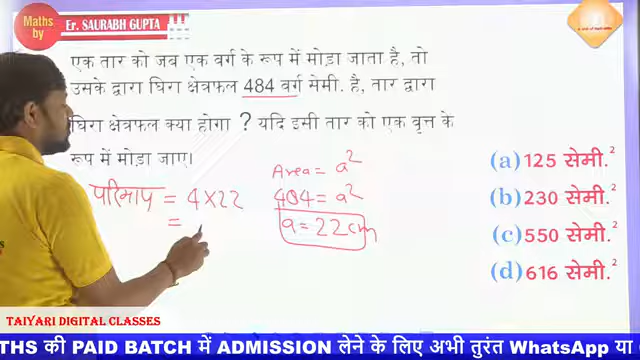 Maths by
Er. SAURABH GUPTA
एक तार को जब एक वर्ग के रूप में मोड़ा जाता है, तो
उसके द्वारा घिरा क्षेत्रफल 484 वर्ग सेमी. है, तार द्वारा
घिरा क्षेत्रफल क्या होगा ? यदि इसी तार को एक वृत्त के
रूप में मोड़ा जाए।
Area = a²
484 = a²
a = 22 cm
परिमाप = 4 × 22
=
(a) 125 सेमी.²
(b) 230 सेमी.²
(c) 550 सेमी.²
(d) 616 सेमी.²
TAIYARI DIGITAL CLASSES
THS की PAID BATCH में ADMISSION लेने के लिए अभी तुरंत WhatsApp या